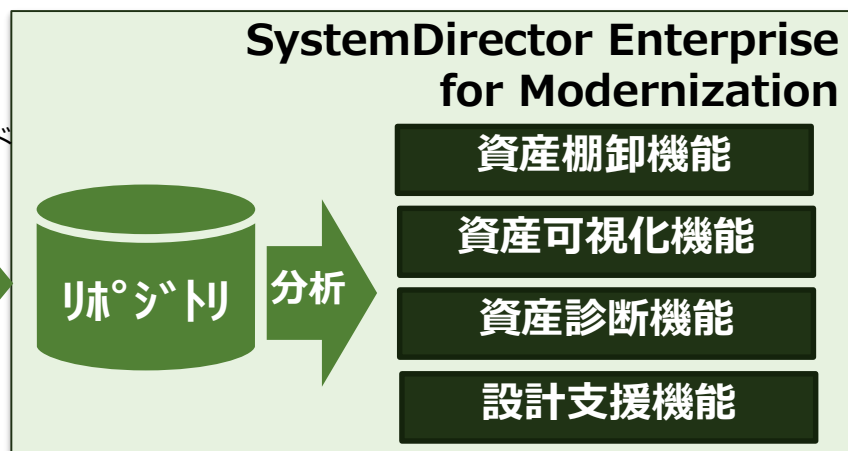 SystemDirector Enterprise
for Modernization
ド
資産棚卸機能
資産可視化機能
ﾘﾎﾟｼﾞﾄﾘ
分析
資産診断機能
設計支援機能